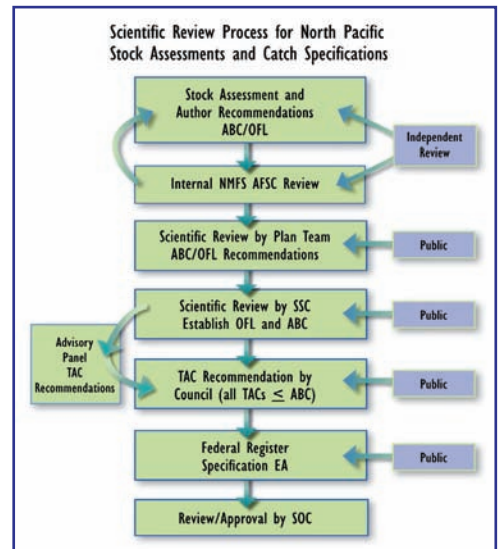 Scientific Review Process for North Pacific
Stock Assessments and Catch Specifications
Stock Assessment and
Author Recommendations
ABC/OFL
Independent
Review
Internal NMFS AFSC Review
Scientific Review by Plan Team
ABC/OFL Recommendations
Public
Scientific Review by SSC
Establish OFL and ABC
Public
Advisory
Panel
TAC
Recommendations
TAC Recommendation by
Council (all TACs ≤ ABC)
Public
Federal Register
Specification EA
Public
Review/Approval by SOC